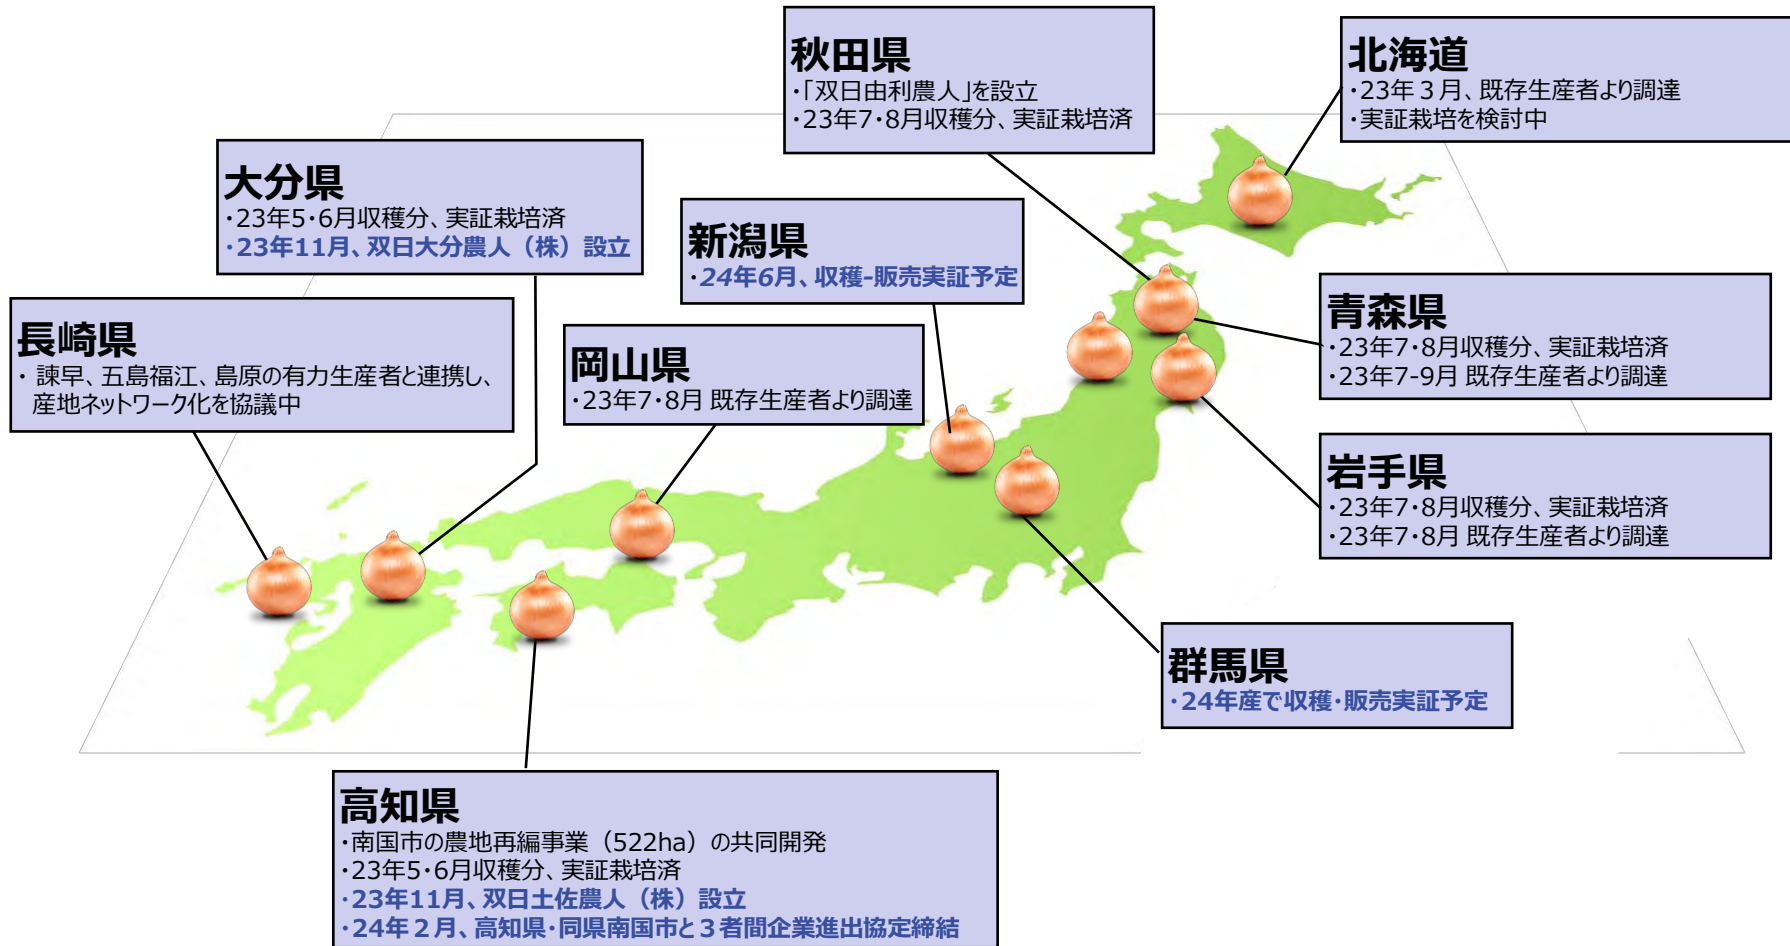 秋田県
・「双日由利農人」を設立
・23年7・8月収穫分、実証栽培済
北海道
・23年３月、既存生産者より調達
・実証栽培を検討中
大分県
・23年5・6月収穫分、実証栽培済
・23年11月、双日大分農人（株）設立
新潟県
・24年6月、収穫-販売実証予定
長崎県
・ 諫早、五島福江、島原の有力生産者と連携し、
産地ネットワーク化を協議中
岡山県
・23年7・8月 既存生産者より調達
青森県
・23年7・8月収穫分、実証栽培済
・23年7-9月 既存生産者より調達
岩手県
・23年7・8月収穫分、実証栽培済
・23年7・8月 既存生産者より調達
群馬県
・24年産で収穫・販売実証予定
高知県
・南国市の農地再編事業（522ha）の共同開発
・23年5・6月収穫分、実証栽培済
・23年11月、双日土佐農人（株）設立
・24年２月、高知県・同県南国市と３者間企業進出協定締結